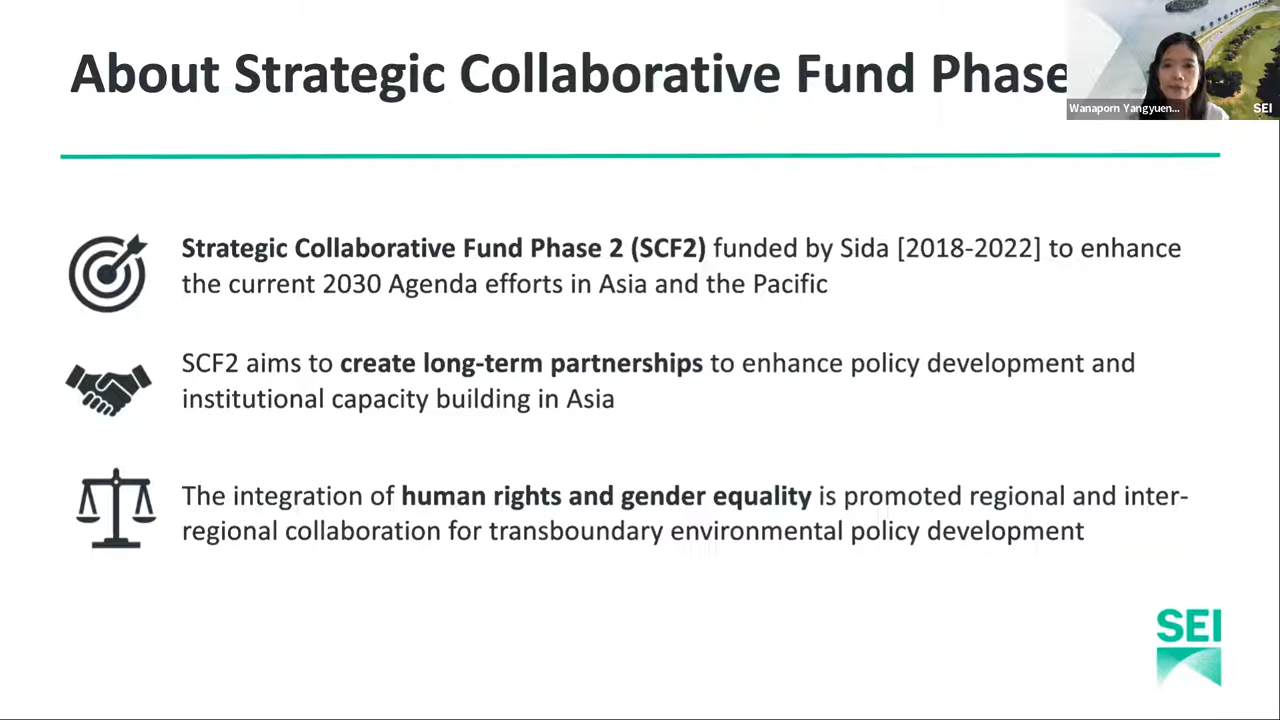 About Strategic Collaborative Fund Phase
Wanaporn Yangyuen...
SEI
Strategic Collaborative Fund Phase 2 (SCF2) funded by Sida [2018-2022] to enhance
the current 2030 Agenda efforts in Asia and the Pacific
SCF2 aims to create long-term partnerships to enhance policy development and
institutional capacity building in Asia
The integration of human rights and gender equality is promoted regional and inter-
regional collaboration for transboundary environmental policy development
SEI